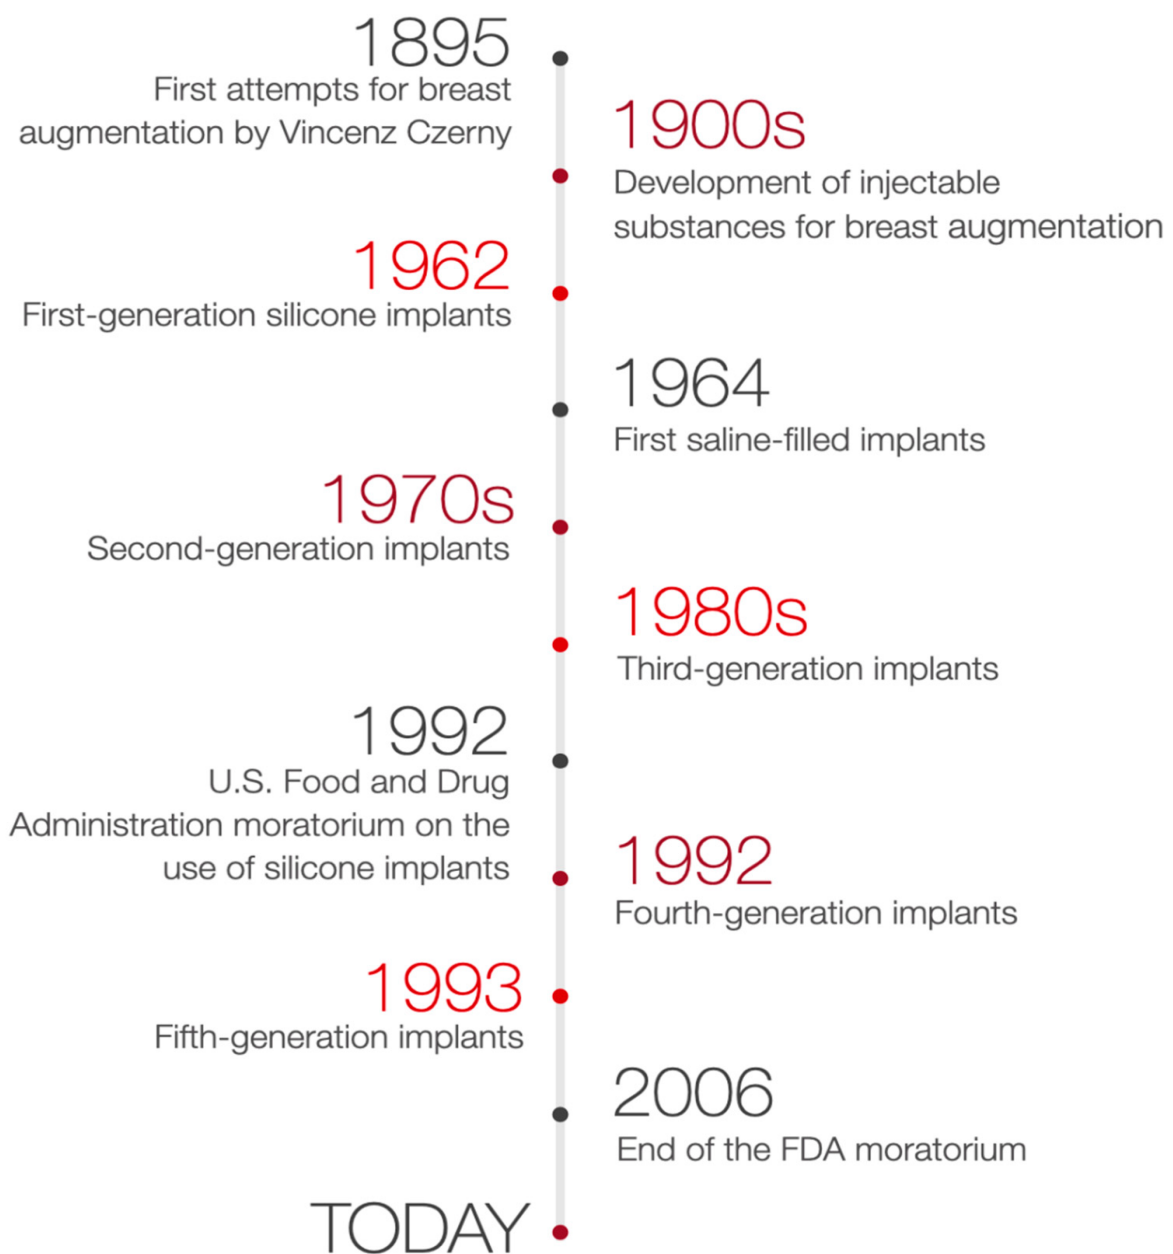 1895
First attempts for breast
augmentation by Vincenz Czerny
1900s
Development of injectable
substances for breast augmentation
1962
First-generation silicone implants
1964
First saline-filled implants
1970s
Second-generation implants
1980s
Third-generation implants
1992
U.S. Food and Drug
Administration moratorium on the
use of silicone implants
1992
Fourth-generation implants
1993
Fifth-generation implants
2006
End of the FDA moratorium
TODAY